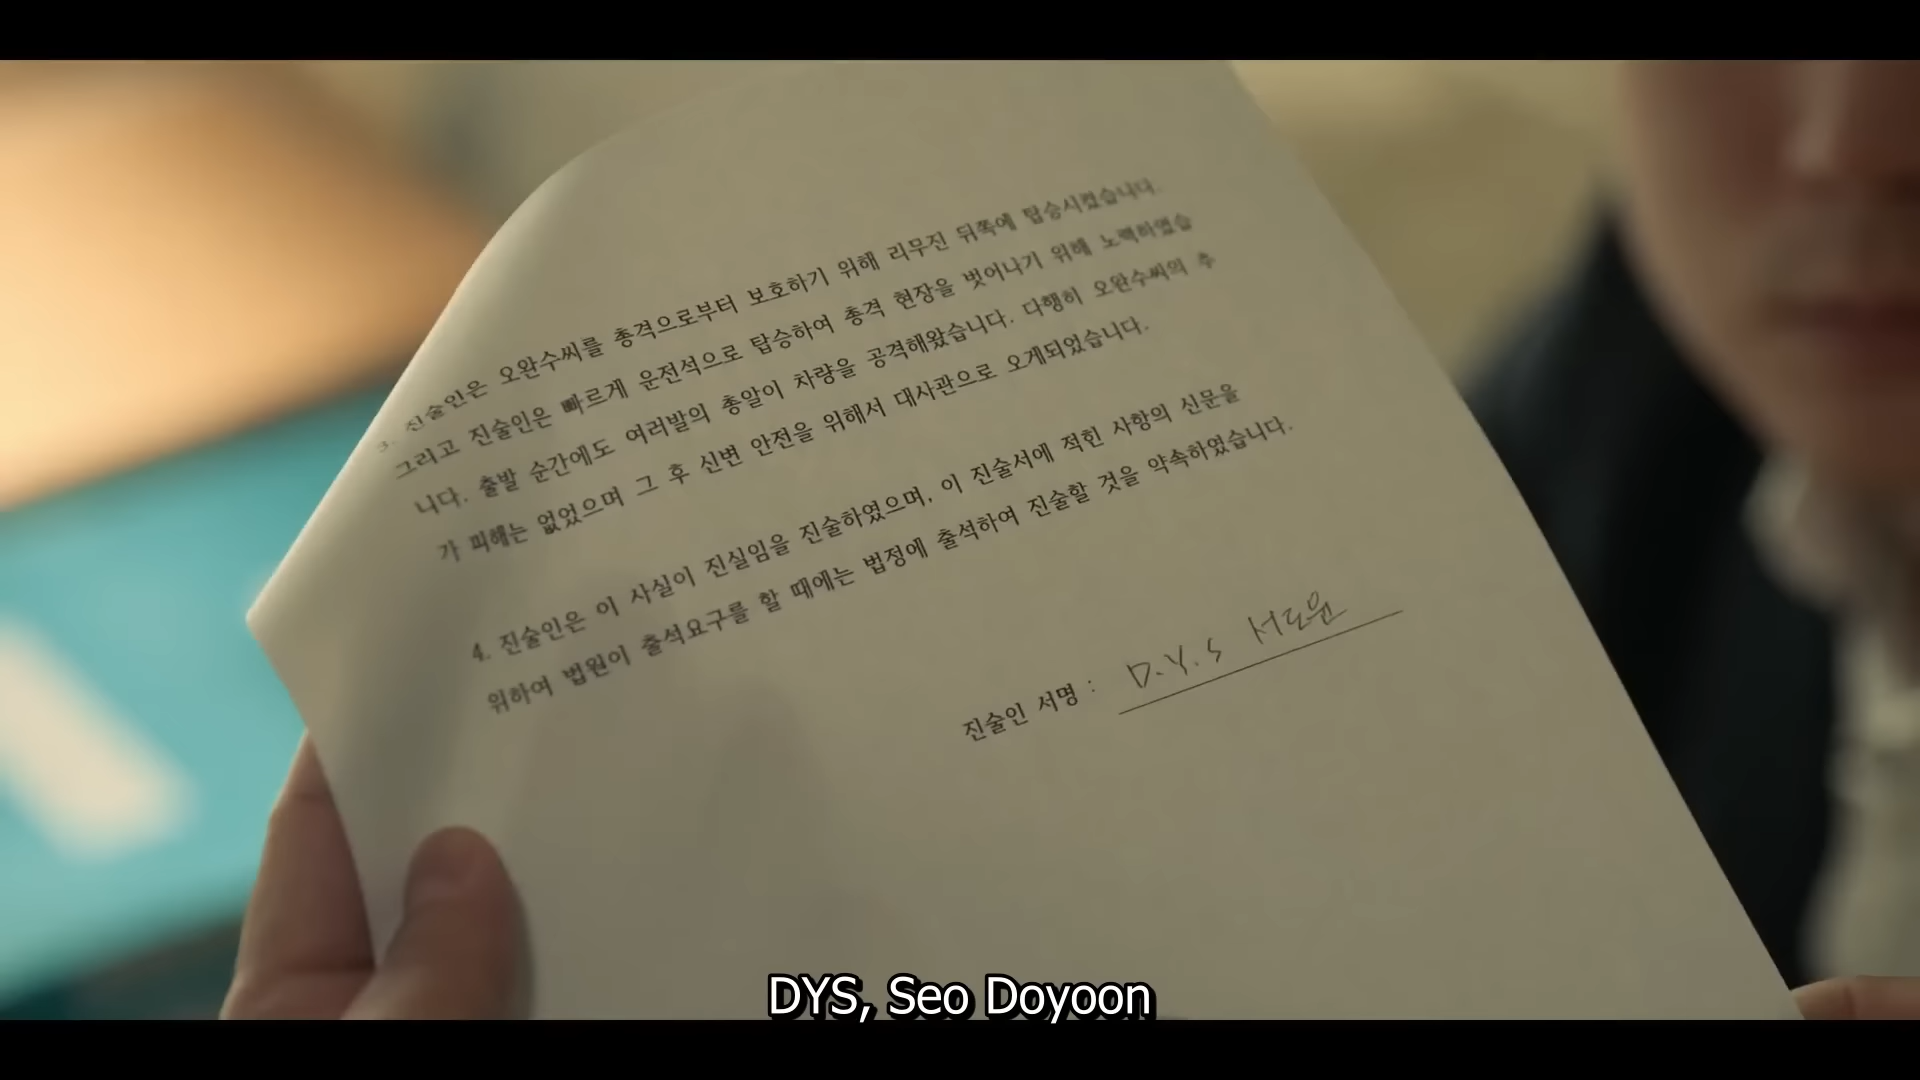 3. 진술인은 오완수씨를 총격으로부터 보호하기 위해 리무진 뒤쪽에 탑승시켰습니다.
그리고 진술인은 빠르게 운전석으로 탑승하여 총격 현장을 벗어나기 위해 노력하였습
니다. 출발 순간에도 여러발의 총알이 차량을 공격해왔습니다. 다행히 오완수씨의 추
가 피해는 없었으며 그 후 신변 안전을 위해서 대사관으로 오게되었습니다.
4. 진술인은 이 사실이 진실임을 진술하였으며, 이 진술서에 적힌 사항의 신문을
위하여 법원이 출석요구를 할 때에는 법정에 출석하여 진술할 것을 약속하였습니다.
진술인 서명 : D.Y.S 서도윤
DYS, Seo Doyoon